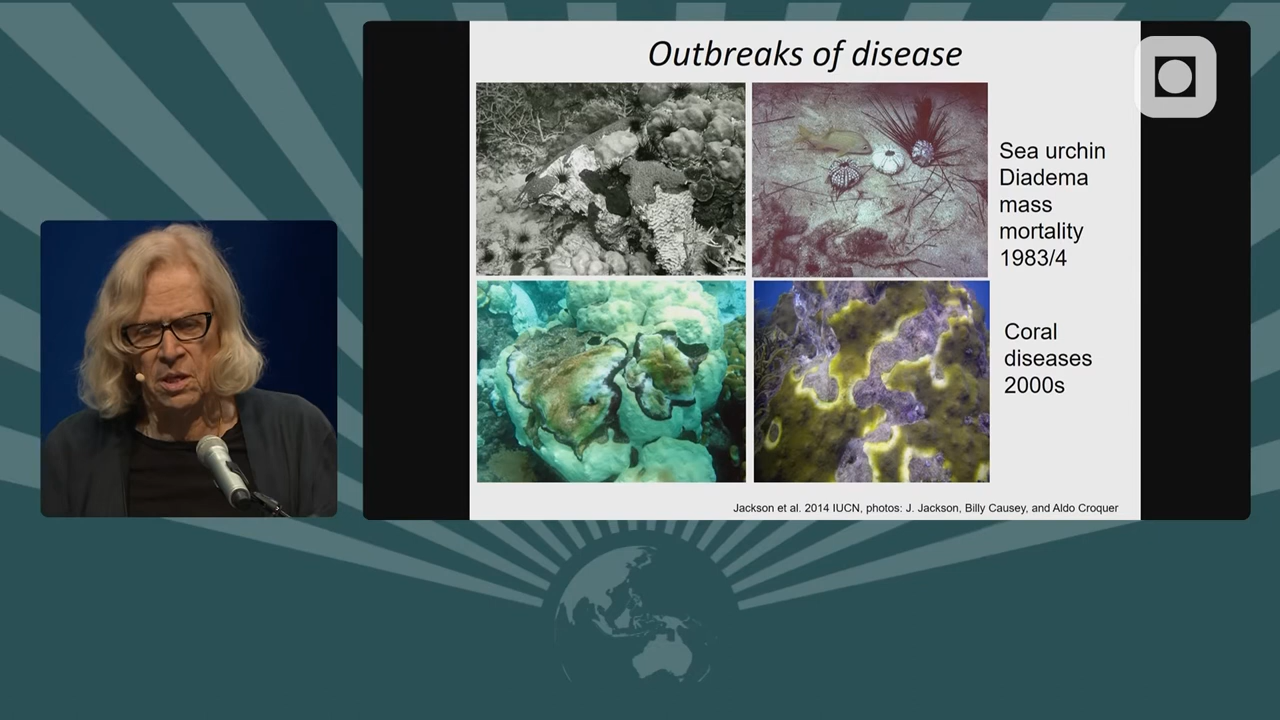 Outbreaks of disease
Sea urchin
Diadema
mass
mortality
1983/4
Coral
diseases
2000s
Jackson et al. 2014 IUCN, photos: J. Jackson, Billy Causey, and Aldo Croquer